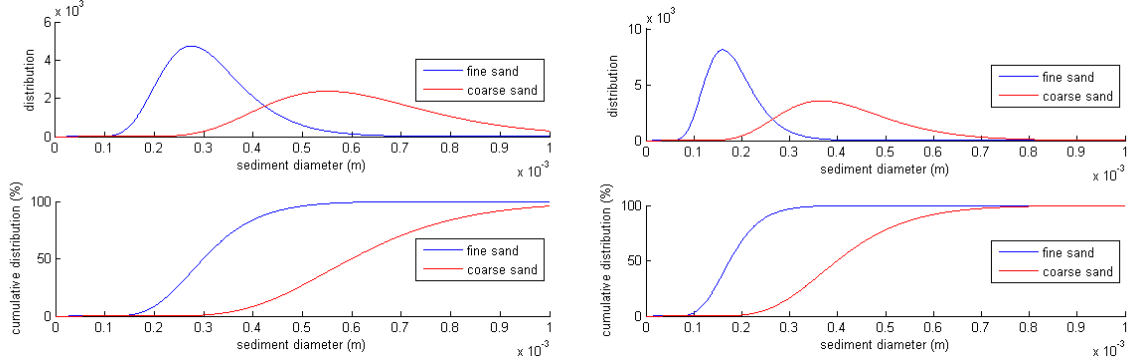 × 10⁻³
6
4
2
0
distribution
fine sand
coarse sand
0 0.1 0.2 0.3 0.4 0.5 0.6 0.7 0.8 0.9 1
sediment diameter (m)
× 10⁻³
100
50
0
cumulative distribution (%)
fine sand
coarse sand
0 0.1 0.2 0.3 0.4 0.5 0.6 0.7 0.8 0.9 1
sediment diameter (m)
× 10⁻³
× 10⁻³
10
5
0
distribution
fine sand
coarse sand
0 0.1 0.2 0.3 0.4 0.5 0.6 0.7 0.8 0.9 1
sediment diameter (m)
× 10⁻³
100
50
0
cumulative distribution (%)
fine sand
coarse sand
0 0.1 0.2 0.3 0.4 0.5 0.6 0.7 0.8 0.9 1
sediment diameter (m)
× 10⁻³